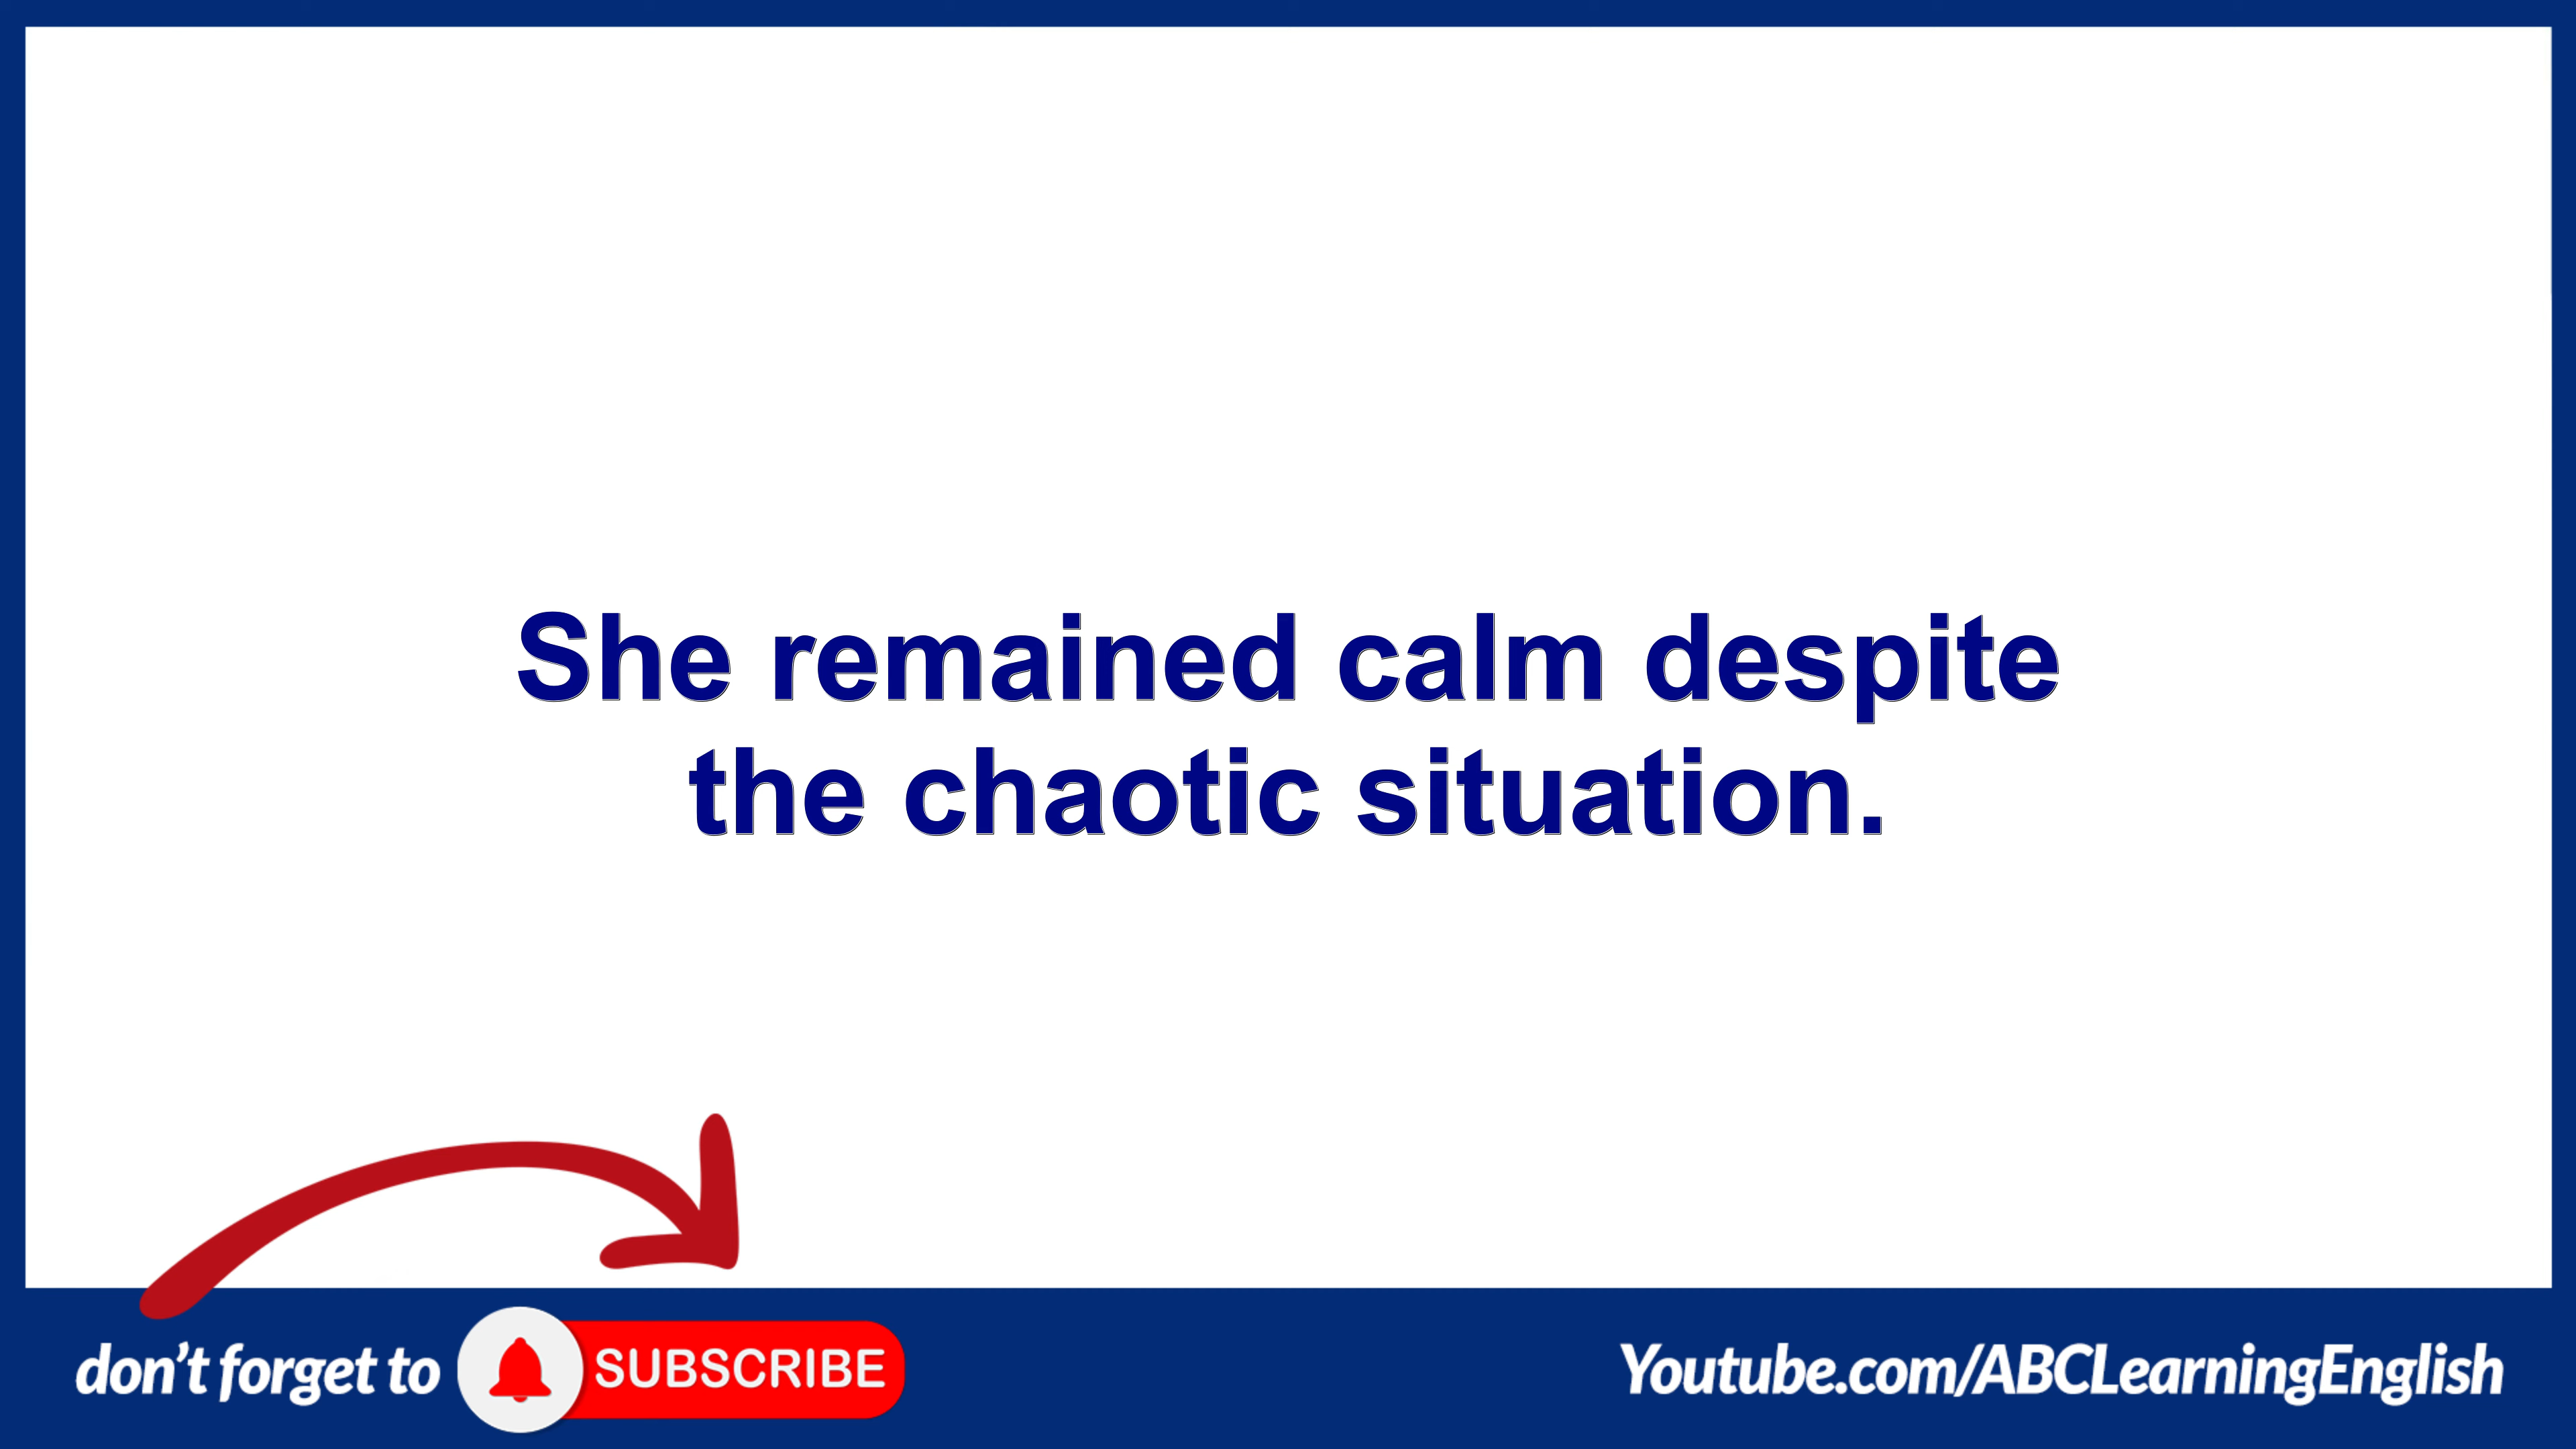 She remained calm despite
the chaotic situation.
don't forget to SUBSCRIBE
Youtube.com/ABCLearningEnglish